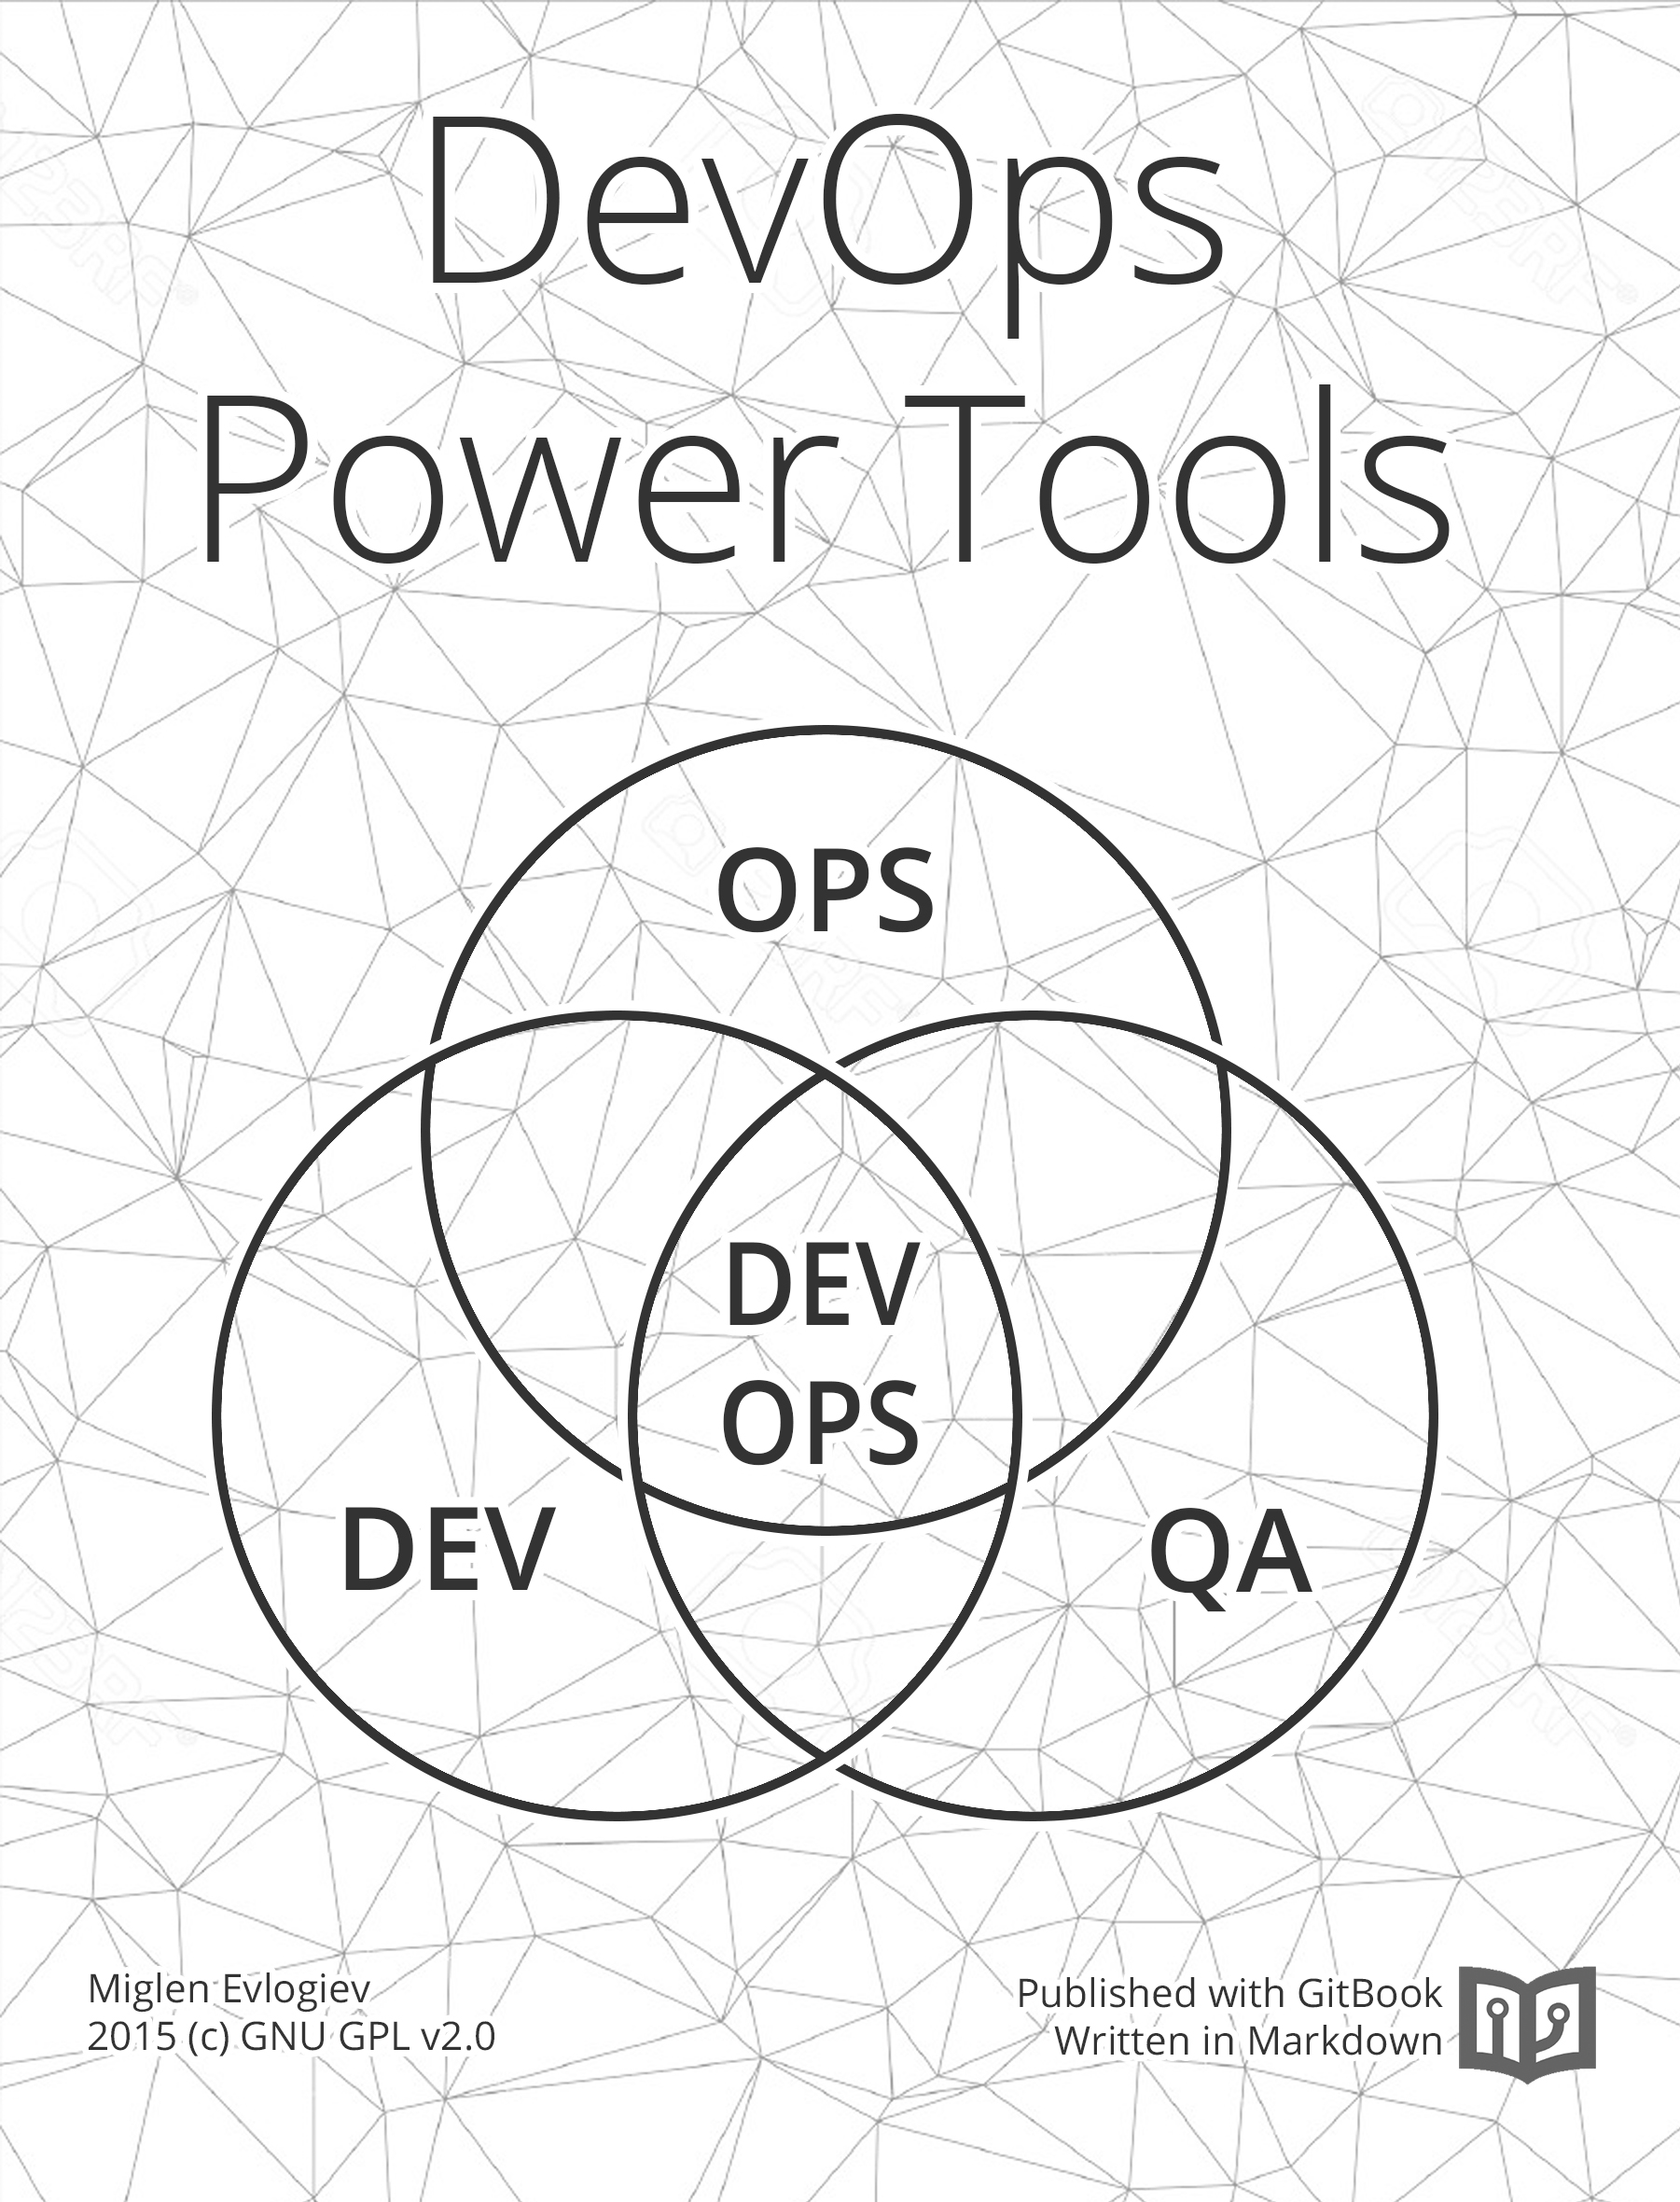 DevOps
Power Tools
OPS
DEV
OPS
DEV
QA
Miglen Evlogiev
2015 (c) GNU GPL v2.0
Published with GitBook
Written in Markdown
123RF